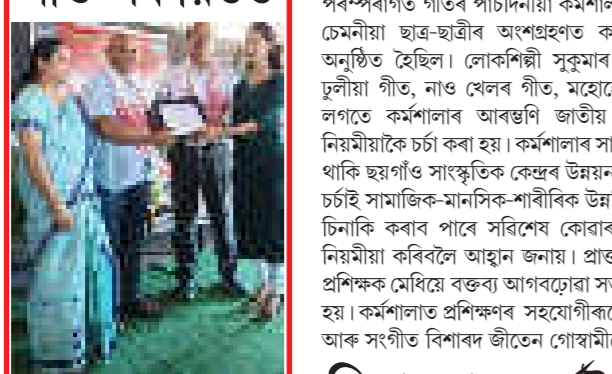 পৰম্পৰাগত গীতৰ পাঁচদিনীয়া কৰ্মশাল
চেমনীয়া ছাত্ৰ-ছাত্ৰীৰ অংশগ্ৰহণত ক
অনুষ্ঠিত হৈছিল। লোকশিল্পী সুকুমাৰ
ঢুলীয়া গীত, নাও খেলৰ গীত, মহোহে
লগতে কৰ্মশালাৰ আৰম্ভণি জাতীয়
নিয়মীয়াকৈ চৰ্চা কৰা হয়। কৰ্মশালাৰ সা
থাকি ছয়গাঁও সাংস্কৃতিক কেন্দ্ৰৰ উন্নয়ন
চৰ্চাই সামাজিক-মানসিক-শাৰীৰিক উন্ন
চিনাকি কৰাব পাৰে সবিশেষ কোৱাৰ
নিয়মীয়া কৰিবলৈ আহ্বান জনায়। প্ৰাক্ত
প্ৰশিক্ষক মেধিয়ে বক্তব্য আগবঢ়োৱা সভ
হয়। কৰ্মশালাত প্ৰশিক্ষণৰ সহযোগীৰূপে
আৰু সংগীত বিশাৰদ জীতেন গোস্বামীয়ে